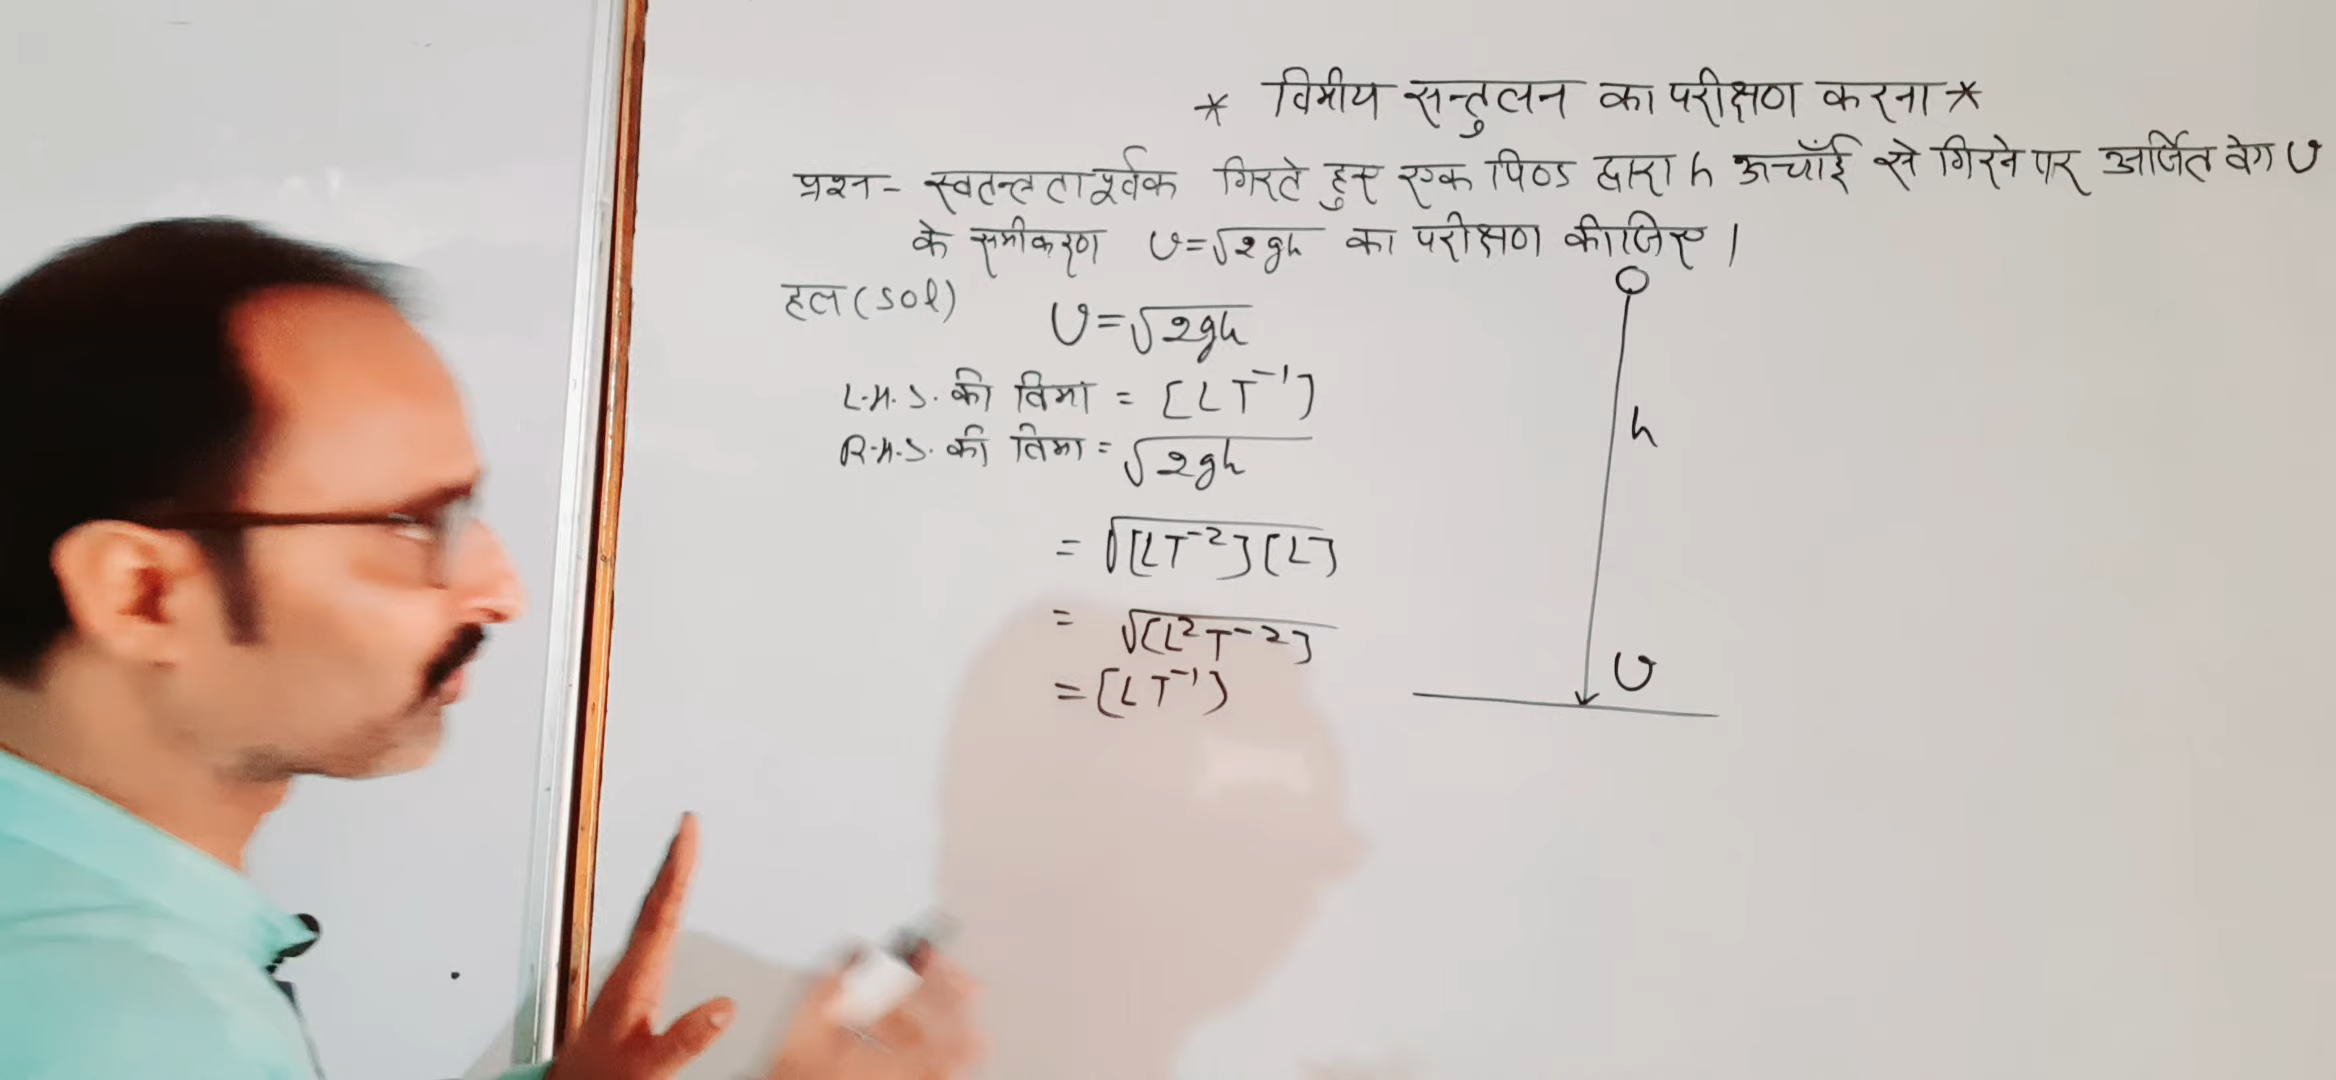 * विमीय सन्तुलन का परीक्षण करना *
प्रश्न - स्वतन्त्रतापूर्वक गिरते हुए एक पिण्ड द्वारा h ऊचाँई से गिरने पर अर्जित वेग v
के समीकरण v=√2gh का परीक्षण कीजिए।
हल (sol)
v=√2gh
L.H.S. की विमा = [LT⁻¹]
R.H.S. की विमा = √2gh
= √[LT⁻²][L]
= √[L²T⁻²]
= [LT⁻¹]
h
v